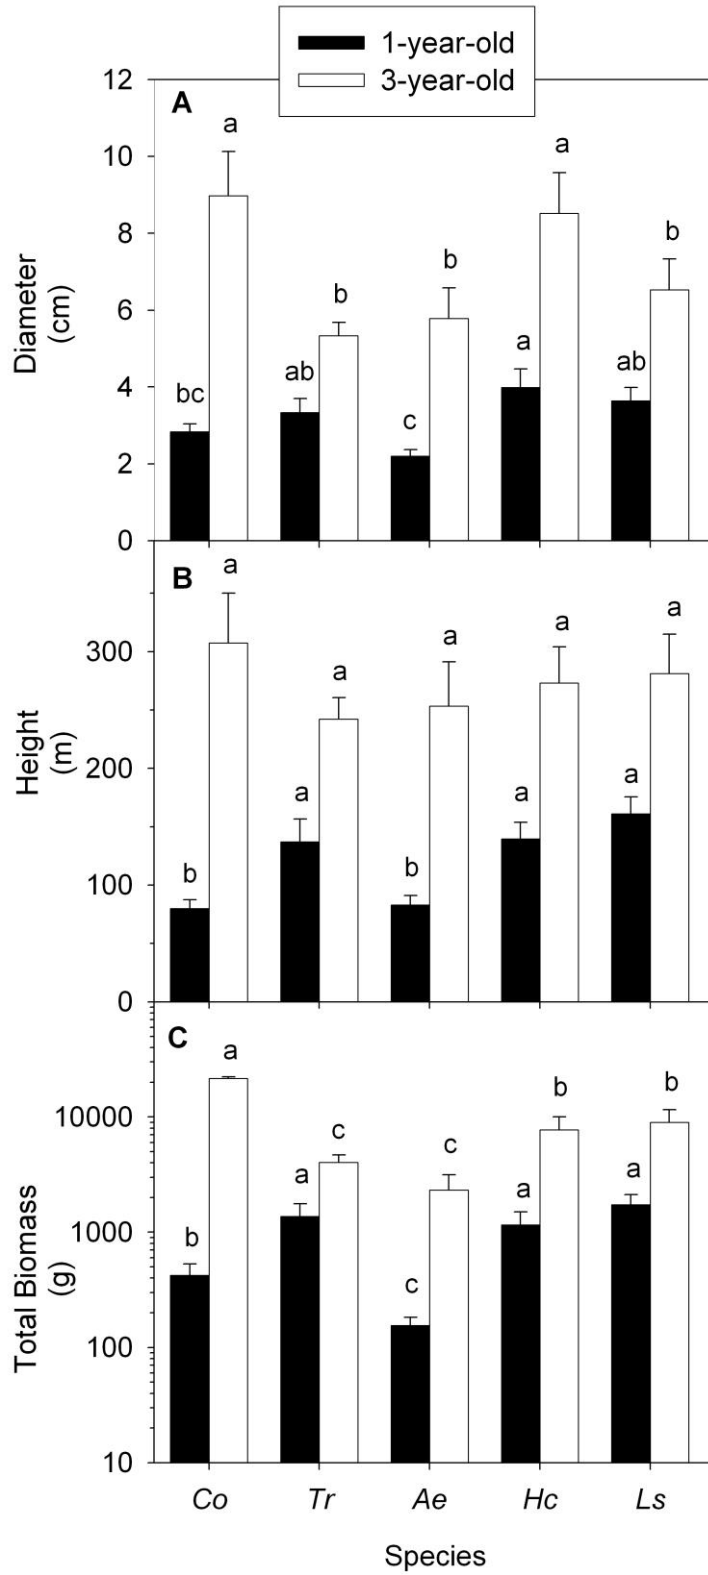 1-year-old
3-year-old
A
12
10
8
6
4
2
0
Diameter
(cm)
bc
a
ab
b
c
b
a
a
ab
b
B
300
200
100
0
Height
(m)
b
a
a
a
b
a
a
a
a
a
C
10000
1000
100
10
Total Biomass
(g)
b
a
a
c
c
c
a
b
a
b
Co Tr Ae Hc Ls
Species